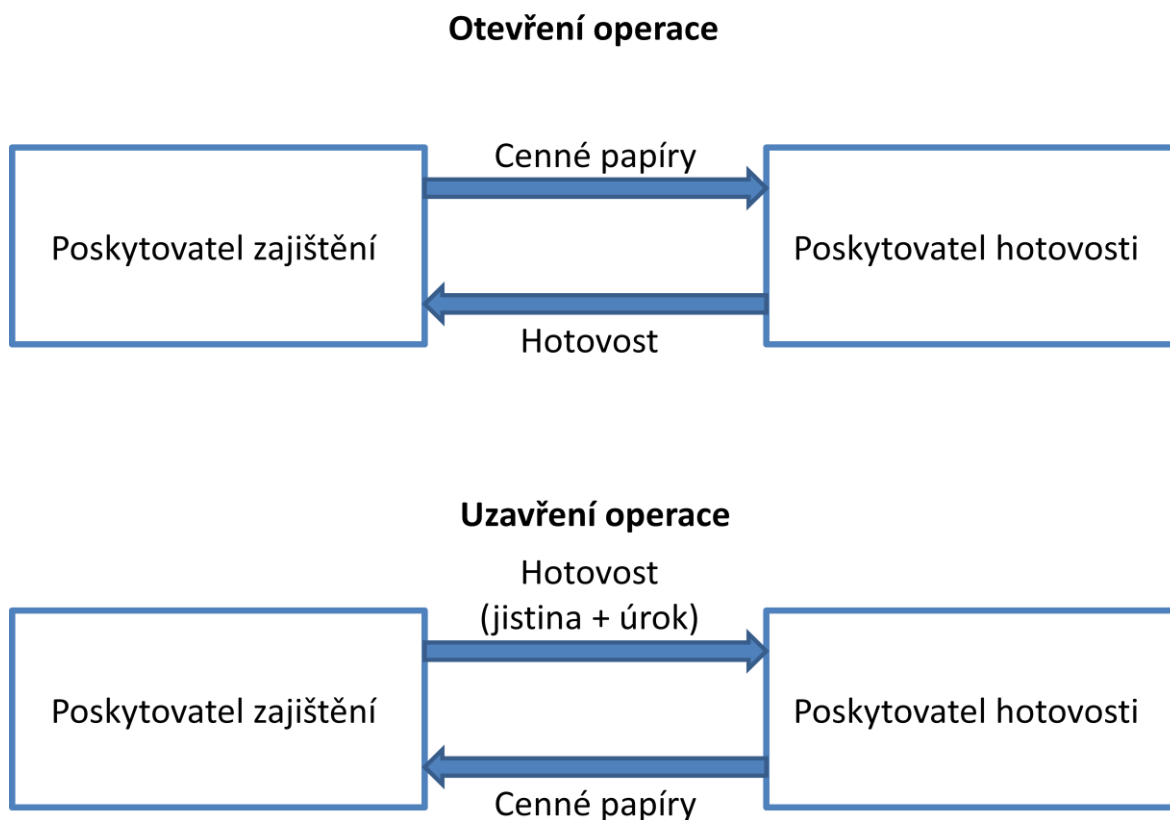 Otevření operace
Cenné papíry
Poskytovatel zajištění
Poskytovatel hotovosti
Hotovost
Uzavření operace
Hotovost
(jistina + úrok)
Poskytovatel zajištění
Poskytovatel hotovosti
Cenné papíry